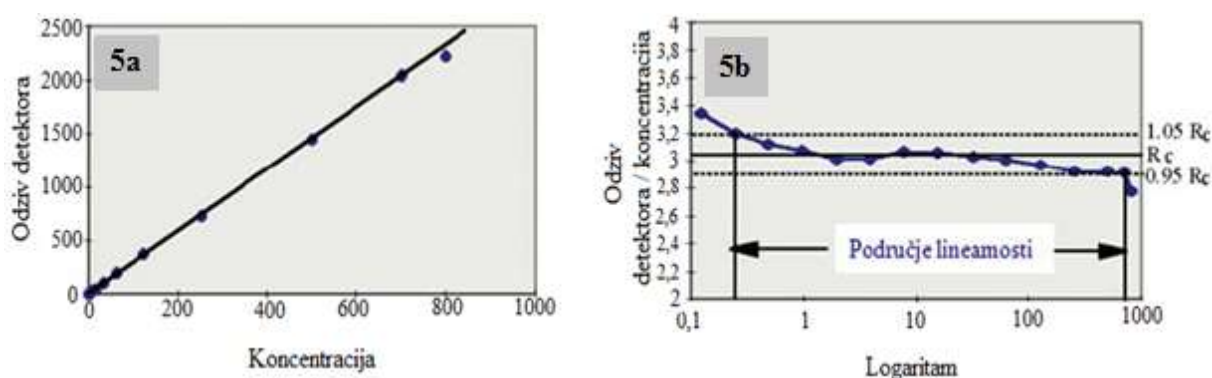 5a
Odziv detektora
2500
2000
1500
1000
500
0
0 200 400 600 800 1000
Koncentracija
5b
Odziv
detektora / koncentracija
4
3,8
3,6
3,4
3,2
3
2,8
2,6
2,4
2,2
2
1.05 Rc
Rc
0.95 Rc
Područje linearnosti
0,1 1 10 100 1000
Logaritam